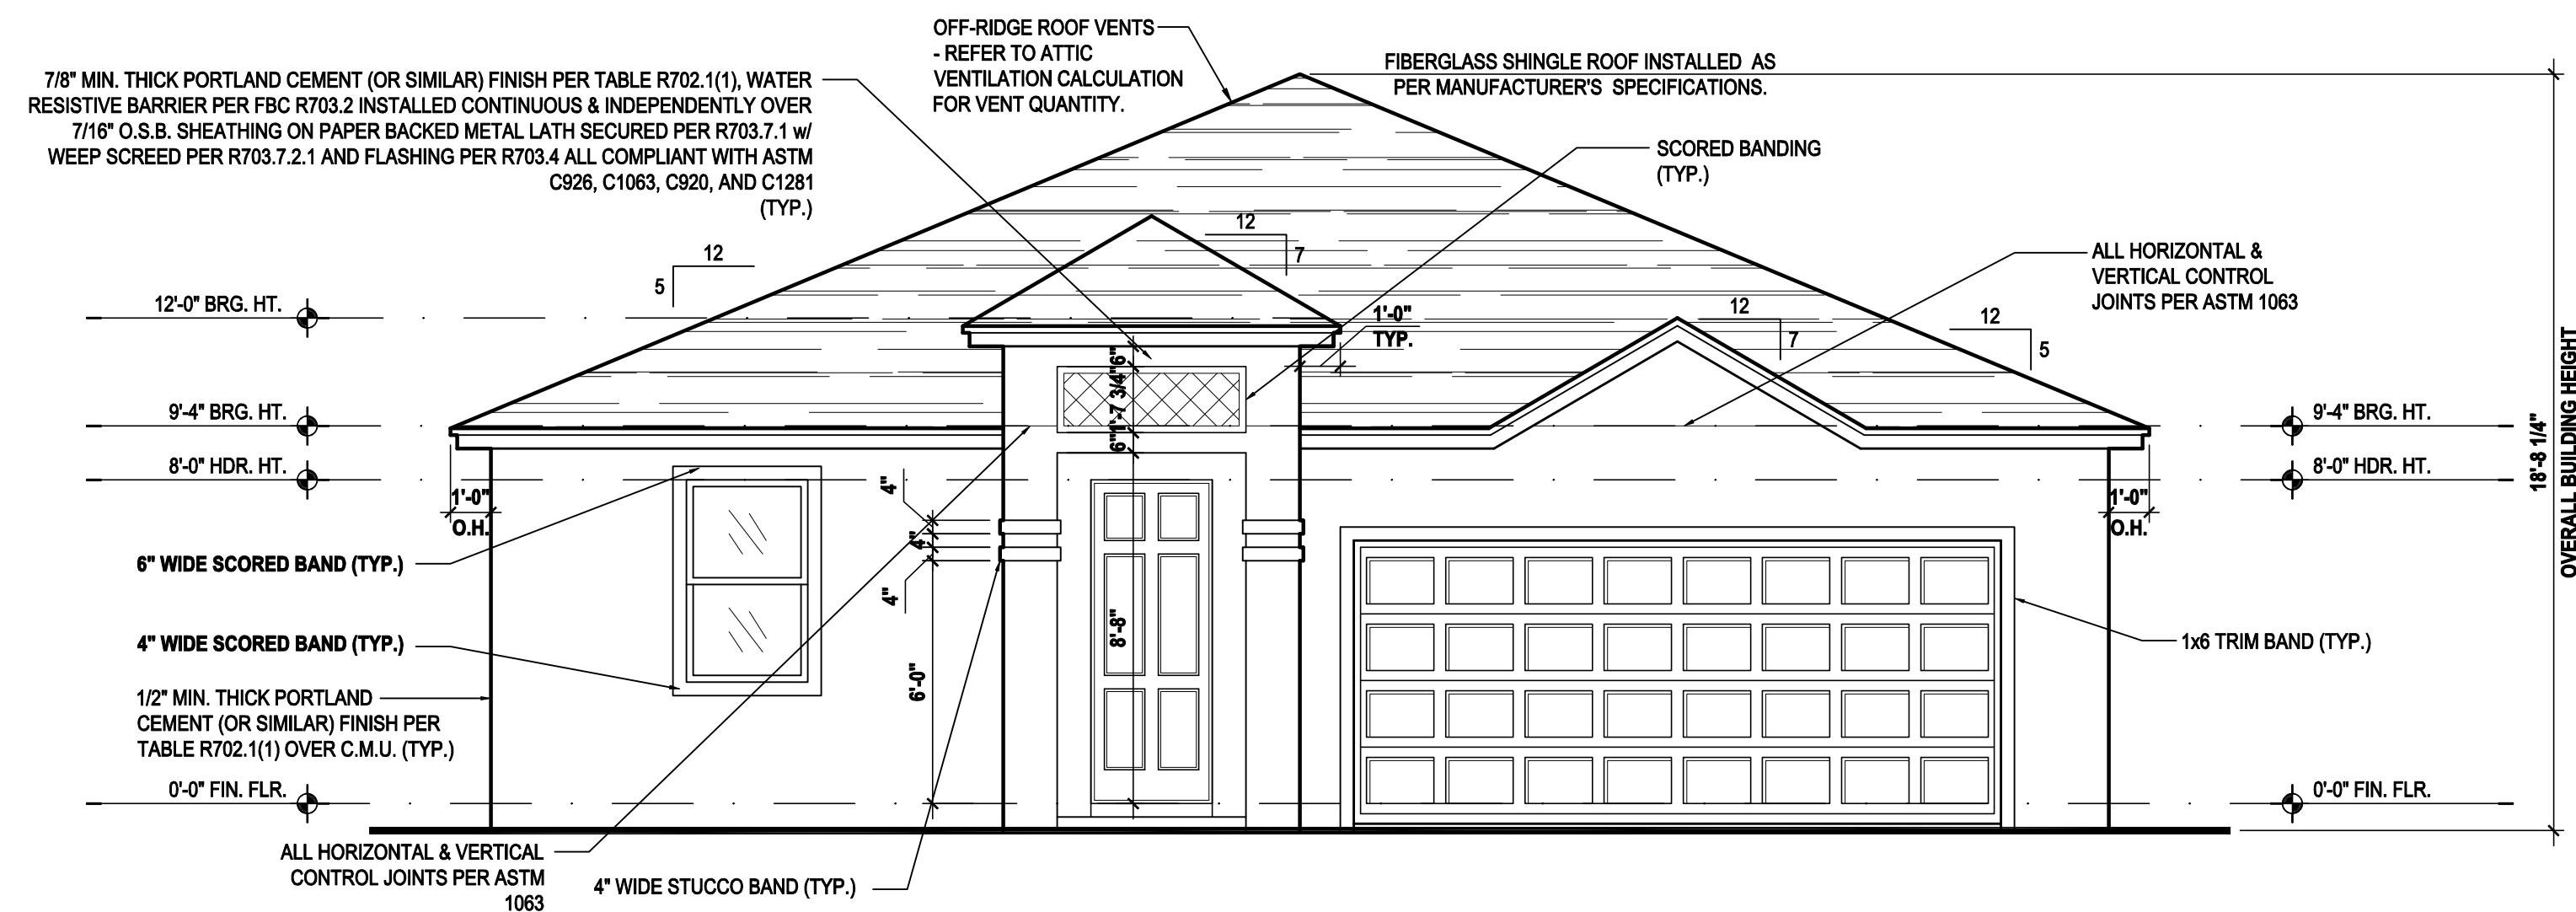 OFF-RIDGE ROOF VENTS
- REFER TO ATTIC
VENTILATION CALCULATION
FOR VENT QUANTITY.
FIBERGLASS SHINGLE ROOF INSTALLED AS
PER MANUFACTURER'S SPECIFICATIONS.
7/8" MIN. THICK PORTLAND CEMENT (OR SIMILAR) FINISH PER TABLE R702.1(1), WATER
RESISTIVE BARRIER PER FBC R703.2 INSTALLED CONTINUOUS & INDEPENDENTLY OVER
7/16" O.S.B. SHEATHING ON PAPER BACKED METAL LATH SECURED PER R703.7.1 w/
WEEP SCREED PER R703.7.2.1 AND FLASHING PER R703.4 ALL COMPLIANT WITH ASTM
C926, C1063, C920, AND C1281
(TYP.)
SCORED BANDING
(TYP.)
12
7
12
5
ALL HORIZONTAL &
VERTICAL CONTROL
JOINTS PER ASTM 1063
12'-0" BRG. HT.
1'-0"
TYP.
12
7
12
5
9'-4" BRG. HT.
8'-0" HDR. HT.
9'-4" BRG. HT.
8'-0" HDR. HT.
6"
1'-7 3/4"
6"
8'-8"
4"
4"
4"
6'-0"
1'-0"
O.H.
1'-0"
O.H.
18'-8 1/4"
OVERALL BUILDING HEIGHT
6" WIDE SCORED BAND (TYP.)
4" WIDE SCORED BAND (TYP.)
1/2" MIN. THICK PORTLAND
CEMENT (OR SIMILAR) FINISH PER
TABLE R702.1(1) OVER C.M.U. (TYP.)
1x6 TRIM BAND (TYP.)
0'-0" FIN. FLR.
0'-0" FIN. FLR.
ALL HORIZONTAL & VERTICAL
CONTROL JOINTS PER ASTM
1063
4" WIDE STUCCO BAND (TYP.)